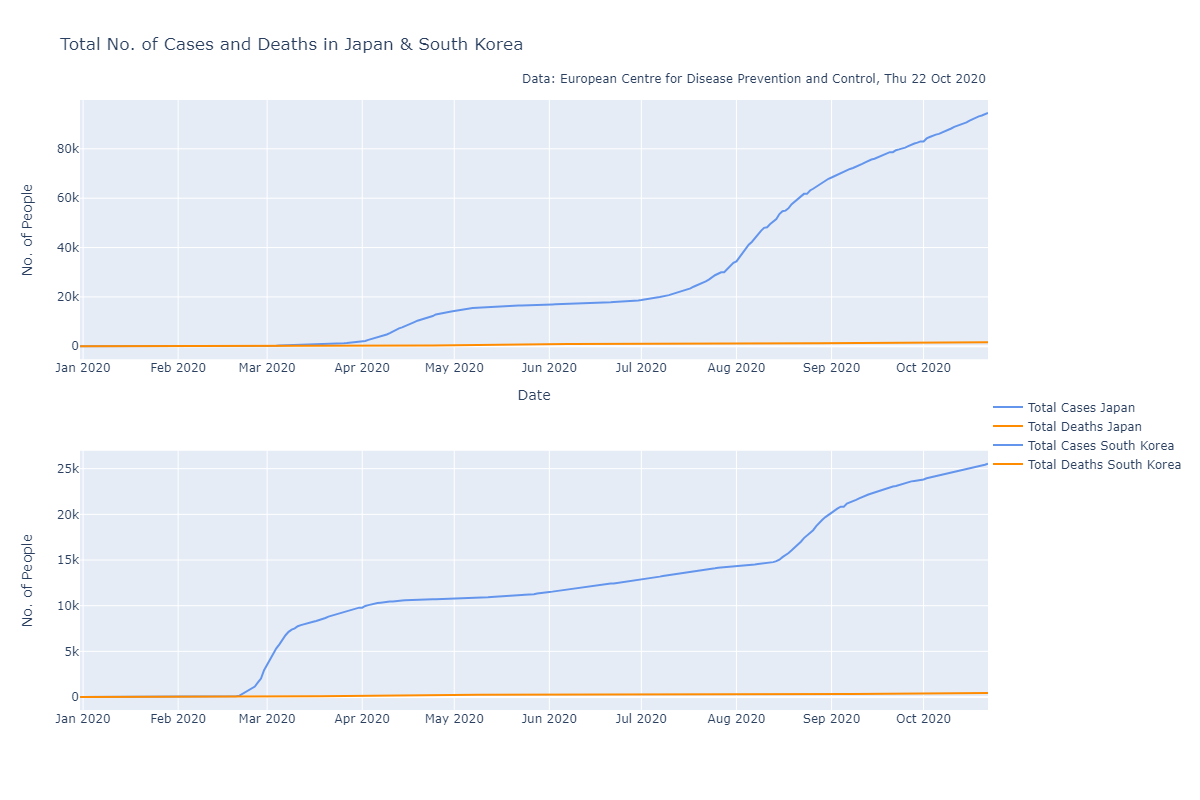 Total No. of Cases and Deaths in Japan & South Korea
Data: European Centre for Disease Prevention and Control, Thu 22 Oct 2020
No. of People
80k
60k
40k
20k
0
Jan 2020 Feb 2020 Mar 2020 Apr 2020 May 2020 Jun 2020 Jul 2020 Aug 2020 Sep 2020 Oct 2020
Date
Total Cases Japan
Total Deaths Japan
Total Cases South Korea
Total Deaths South Korea
No. of People
25k
20k
15k
10k
5k
0
Jan 2020 Feb 2020 Mar 2020 Apr 2020 May 2020 Jun 2020 Jul 2020 Aug 2020 Sep 2020 Oct 2020